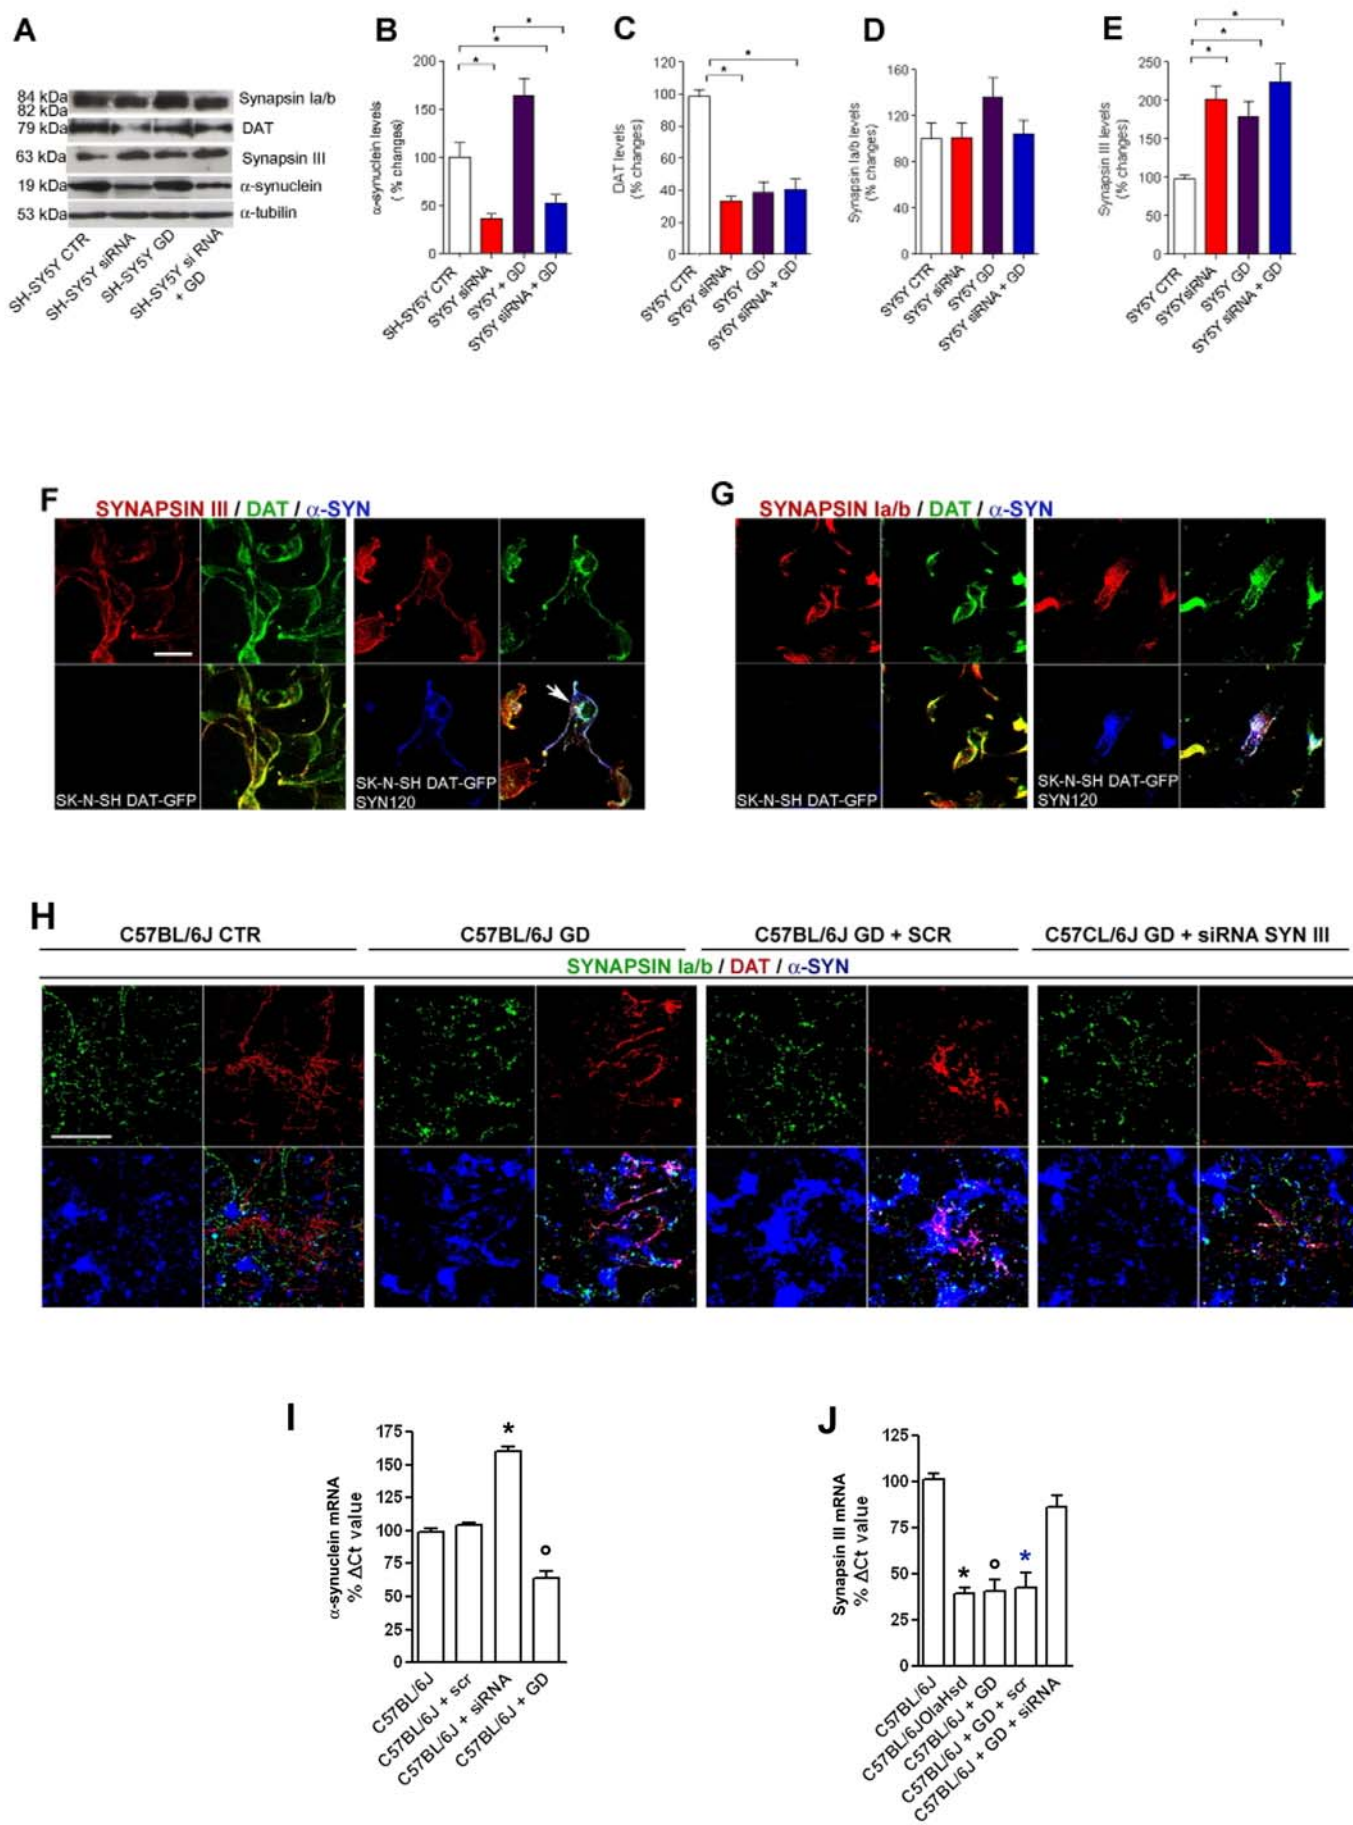 A
84 kDa
82 kDa
79 kDa
63 kDa
19 kDa
53 kDa
Synapsin Ia/b
DAT
Synapsin III
α-synuclein
α-tubilin
SH-SY5Y CTR
SH-SY5Y siRNA
SH-SY5Y GD
SH-SY5Y si RNA
+ GD
B
α-synuclein levels
( % changes)
200
150
100
50
0
*
*
*
SH-SY5Y CTR
SY5Y siRNA
SY5Y + GD
SY5Y siRNA + GD
C
DAT levels
(% changes)
120
100
80
60
40
20
0
*
*
SY5Y CTR
SY5Y siRNA
SY5Y GD
SY5Y siRNA + GD
D
Synapsin Ia/b levels
(% changes)
160
120
80
40
0
SY5Y CTR
SY5Y siRNA
SY5Y GD
SY5Y siRNA + GD
E
Synapsin III levels
(% changes)
250
200
150
100
50
0
*
*
*
SY5Y CTR
SY5YsiRNA
SY5Y GD
SY5Y siRNA + GD
F
SYNAPSIN III / DAT / α-SYN
SK-N-SH DAT-GFP
SK-N-SH DAT-GFP
SYN120
G
SYNAPSIN Ia/b / DAT / α-SYN
SK-N-SH DAT-GFP
SK-N-SH DAT-GFP
SYN120
H
C57BL/6J CTR
C57BL/6J GD
C57BL/6J GD + SCR
C57CL/6J GD + siRNA SYN III
SYNAPSIN Ia/b / DAT / α-SYN
I
α-synuclein mRNA
% ΔCt value
175
150
125
100
75
50
25
0
*
°
C57BL/6J
C57BL/6J + scr
C57BL/6J + siRNA
C57BL/6J + GD
J
Synapsin III mRNA
% ΔCt value
125
100
75
50
25
0
*
°
*
C57BL/6J
C57BL/6JOlaHsd
C57BL/6J + GD
C57BL/6J + GD + scr
C57BL/6J + GD + siRNA